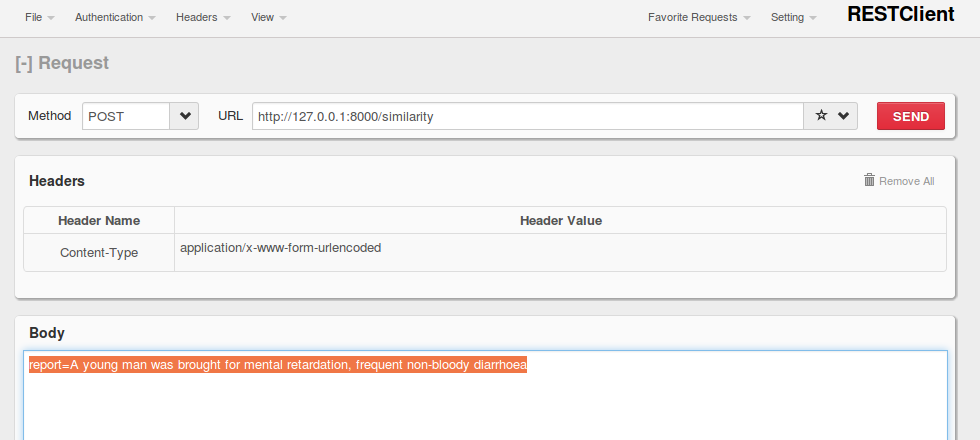 File Authentication Headers View Favorite Requests Setting RESTClient
[-] Request
Method POST URL http://127.0.0.1:8000/similarity SEND
Headers Remove All
Header Name Header Value
Content-Type application/x-www-form-urlencoded
Body
report=A young man was brought for mental retardation, frequent non-bloody diarrhoea